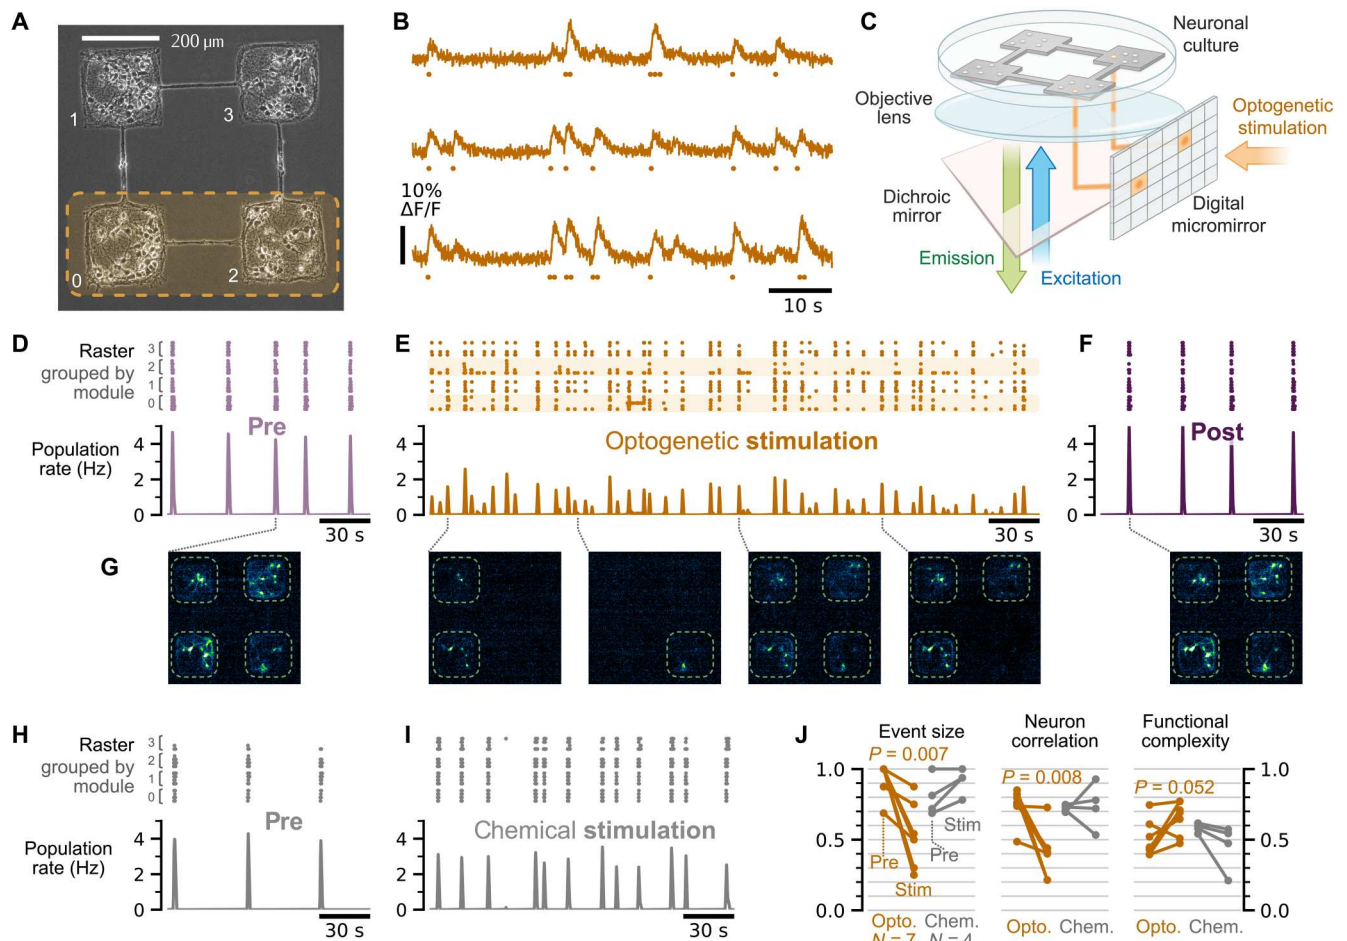 A
200 µm
1
3
0
2
B
10%
ΔF/F
10 s
C
Neuronal
culture
Objective
lens
Optogenetic
stimulation
Dichroic
mirror
Digital
micromirror
Emission
Excitation
D
Raster
grouped by
module
3
2
1
0
Pre
Population
rate (Hz)
4
2
0
30 s
E
Optogenetic stimulation
4
2
0
30 s
F
Post
4
2
0
30 s
G
H
Raster
grouped by
module
3
2
1
0
Pre
Population
rate (Hz)
4
2
0
30 s
I
Chemical stimulation
4
2
0
30 s
J
Event size
P = 0.007
Neuron
correlation
P = 0.008
Functional
complexity
P = 0.052
1.0
0.5
0.0
Pre
Stim
Pre
Stim
1.0
0.5
0.0
Opto. Chem.
N = 7 N = 4
Opto. Chem.
Opto. Chem.